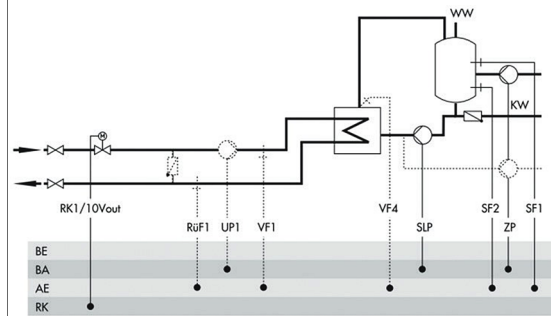 WW
M
KW
RK1/10Vout RüF1 UP1 VF1 VF4 SLP SF2 ZP SF1
BE
BA
AE
RK